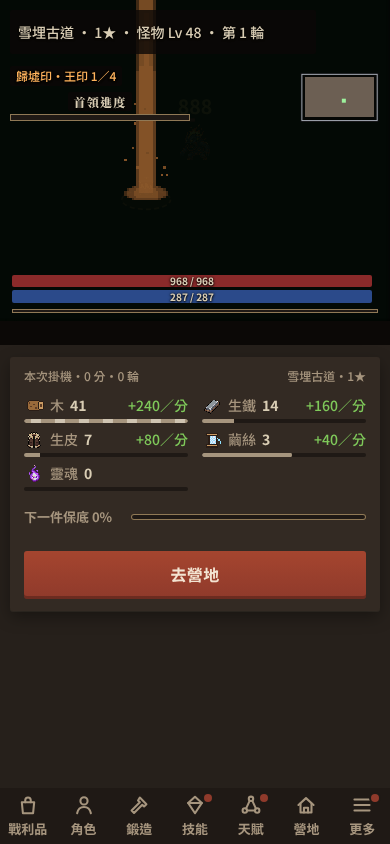 雪埋古道 · 1★ · 怪物 Lv 48 · 第 1 輪
歸墟印·王印 1／4
首領進度
888
968 / 968
287 / 287
本次掛機·0 分·0 輪
雪埋古道·1★
木 41 +240／分
生鐵 14 +160／分
生皮 7 +80／分
繭絲 3 +40／分
靈魂 0
下一件保底 0%
去營地
戰利品 角色 鍛造 技能 天賦 營地 更多